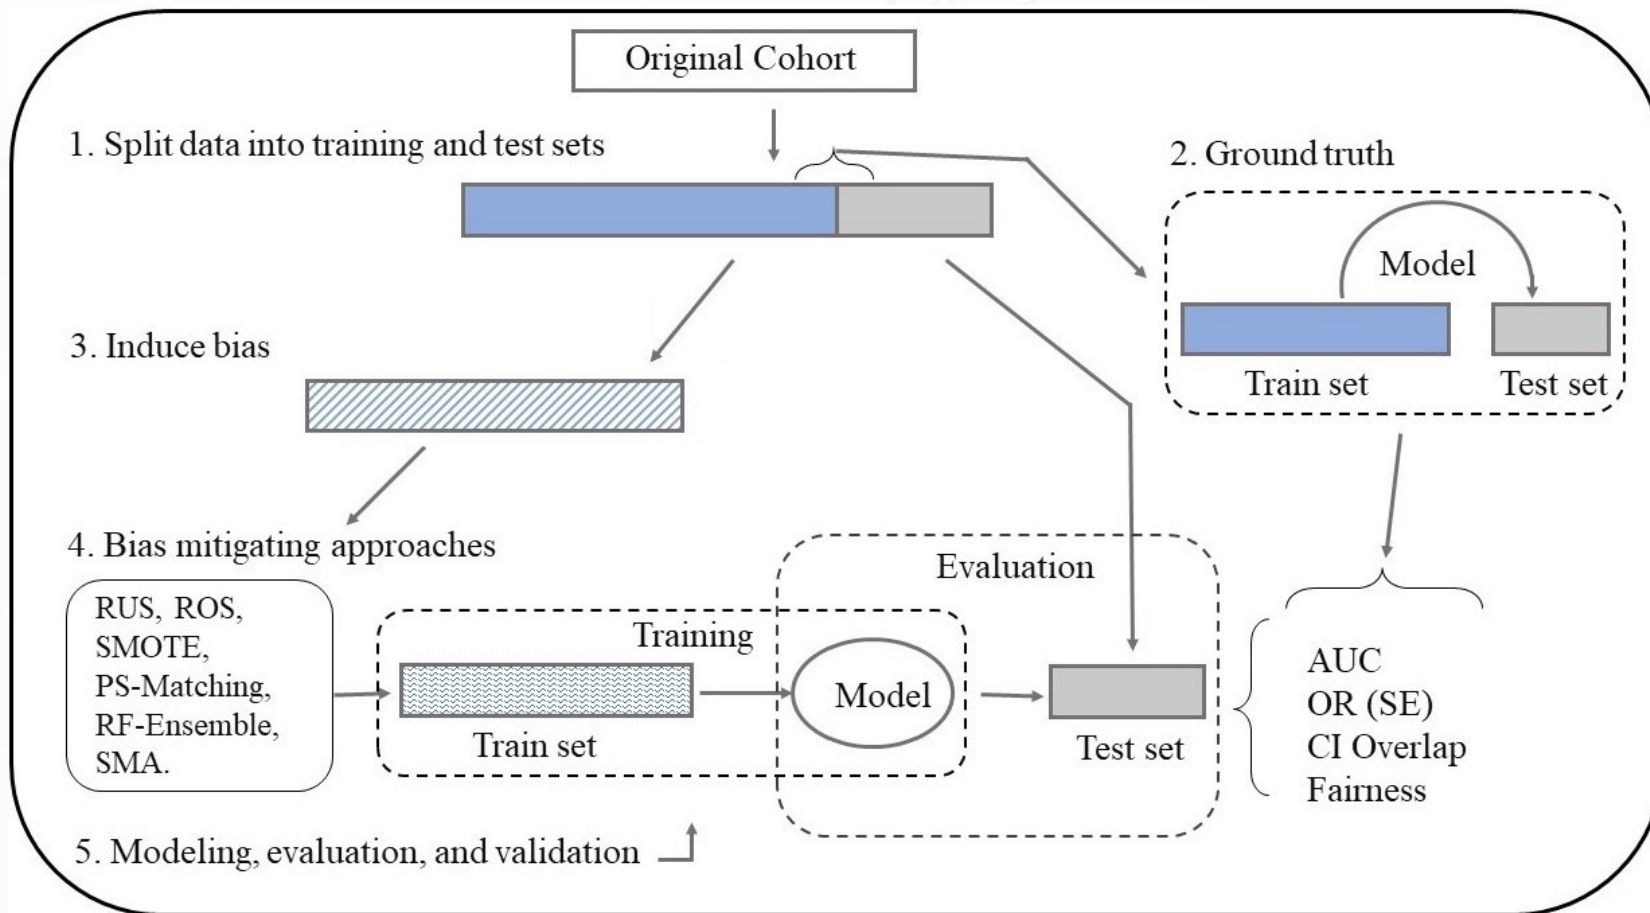 Original Cohort
1. Split data into training and test sets
2. Ground truth
Model
Train set
Test set
3. Induce bias
4. Bias mitigating approaches
RUS, ROS,
SMOTE,
PS-Matching,
RF-Ensemble,
SMA.
Training
Train set
Evaluation
Model
Test set
AUC
OR (SE)
CI Overlap
Fairness
5. Modeling, evaluation, and validation